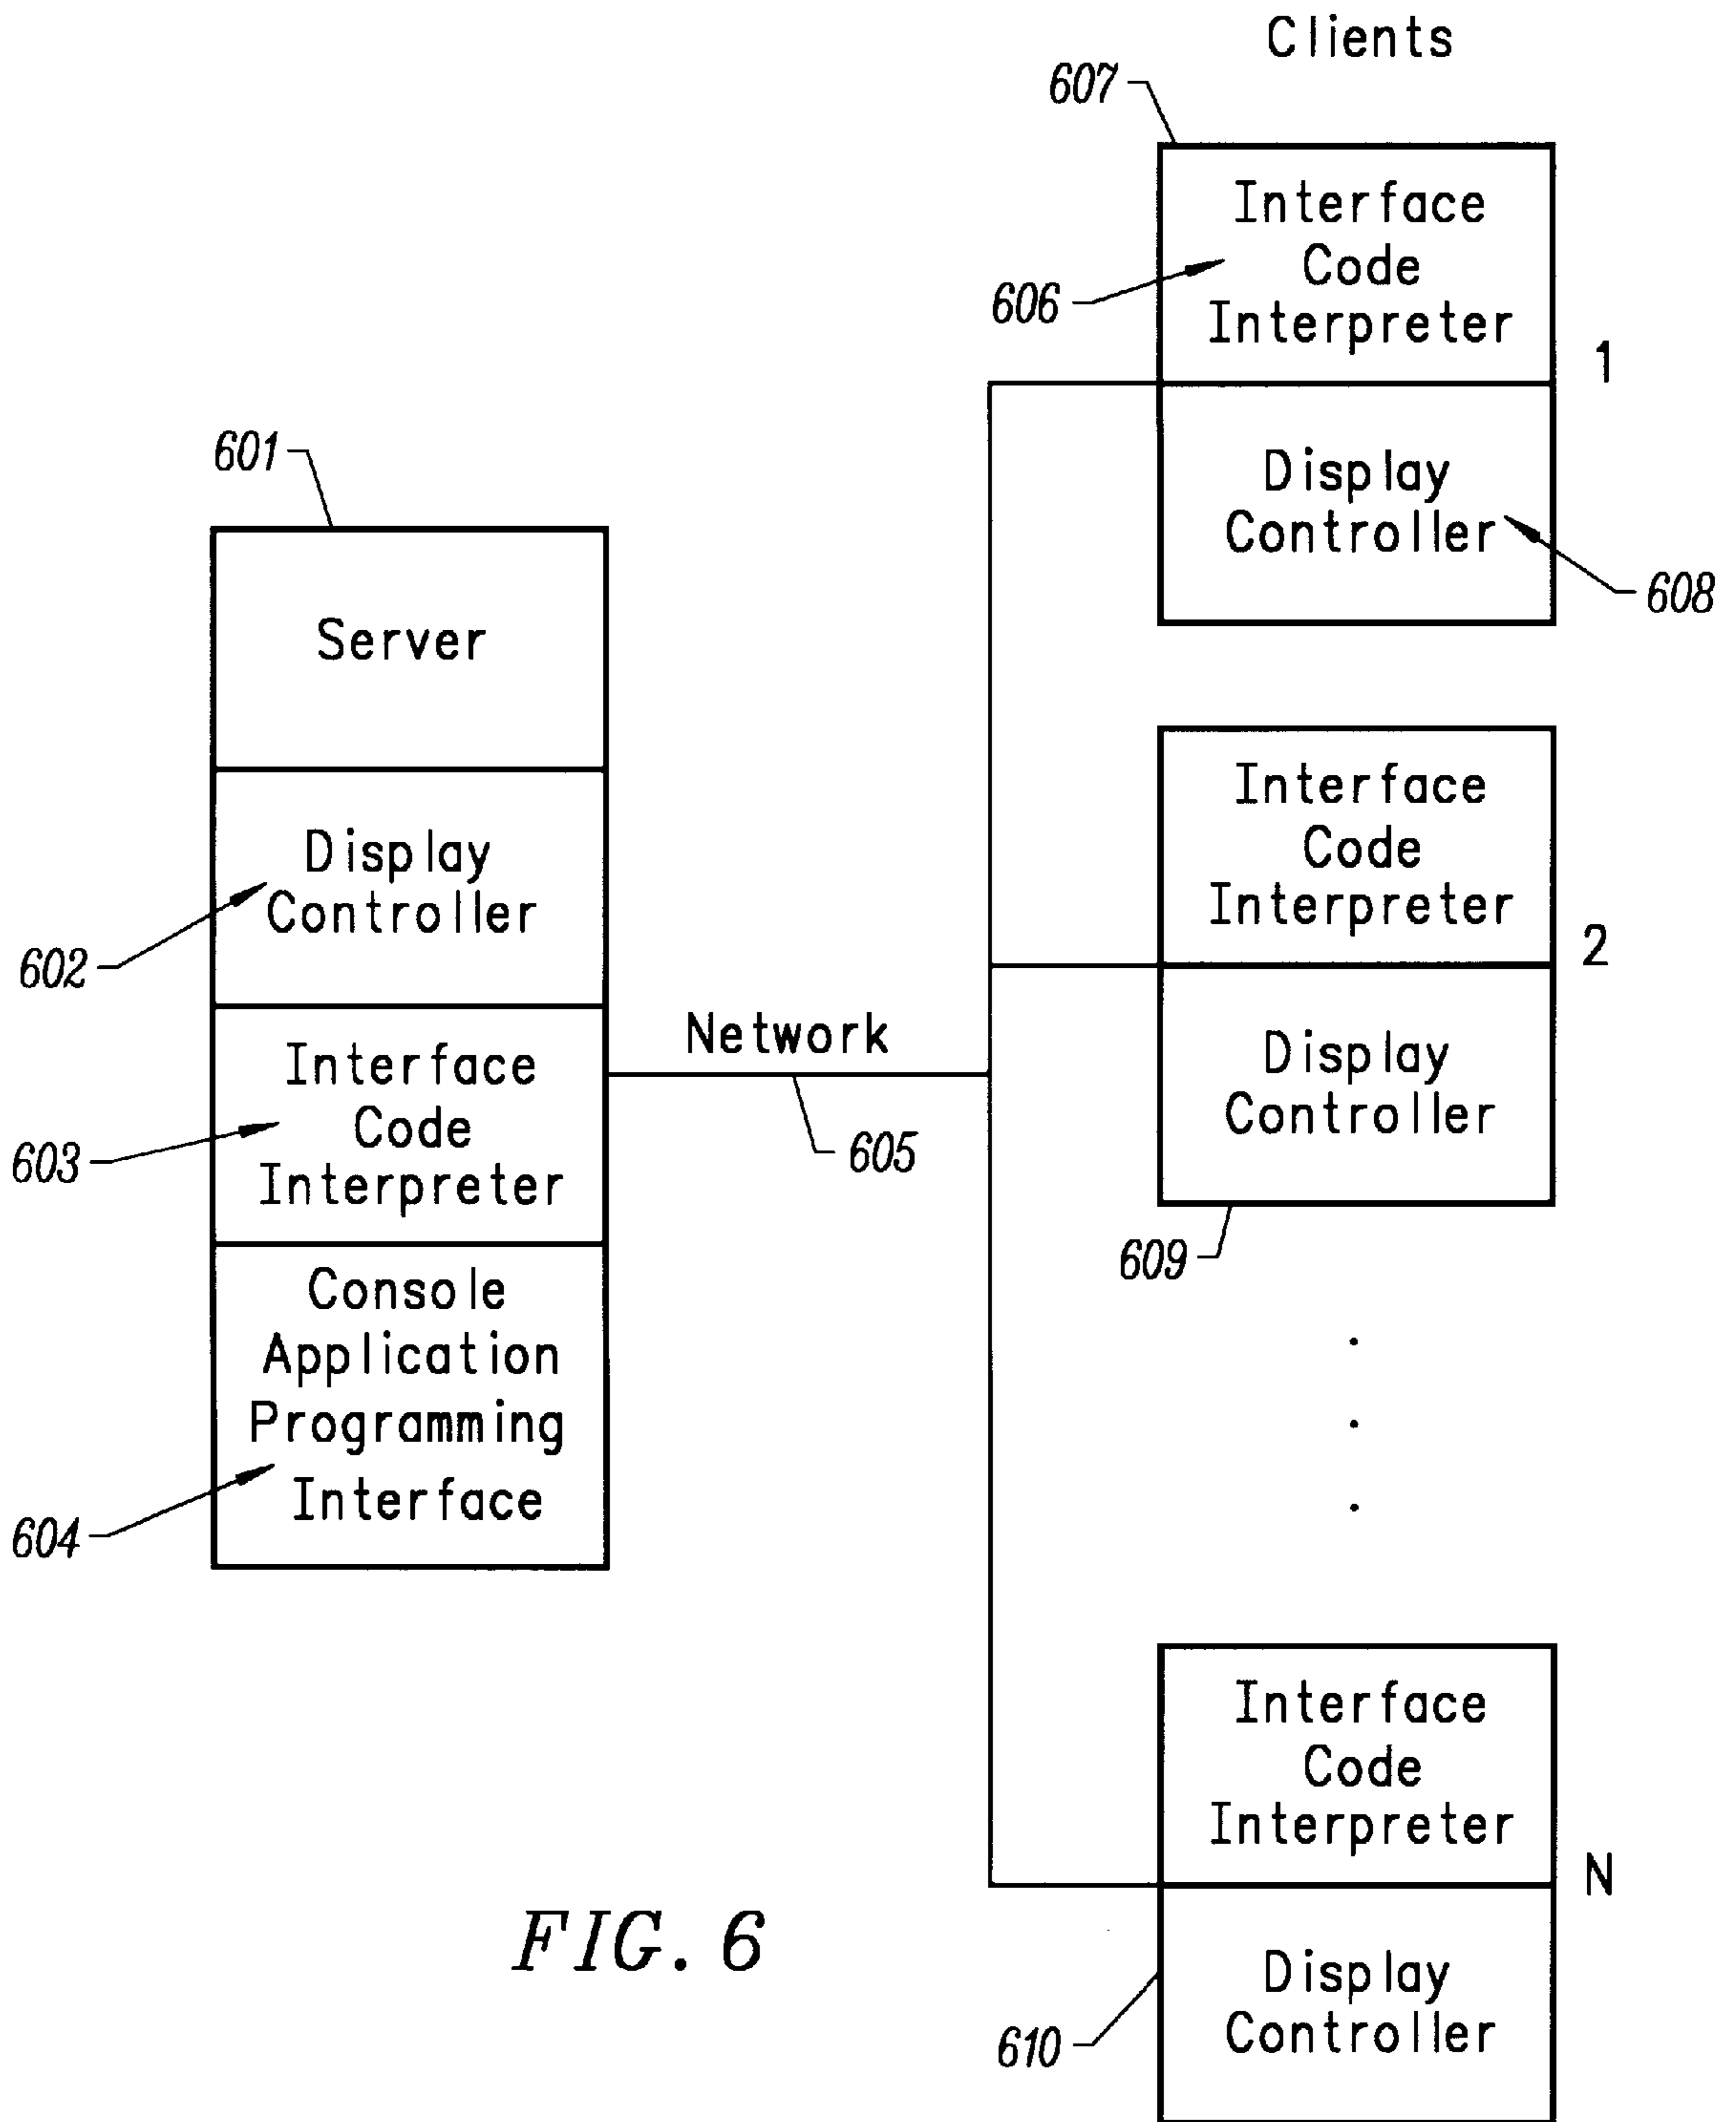 Clients
607
Interface
Code
Interpreter
606
1
Display
Controller
608
601
Server
Display
Controller
602
Interface
Code
Interpreter
603
Console
Application
Programming
Interface
604
Network
605
Interface
Code
Interpreter
2
Display
Controller
609
.
.
.
Interface
Code
Interpreter
N
Display
Controller
610
FIG. 6